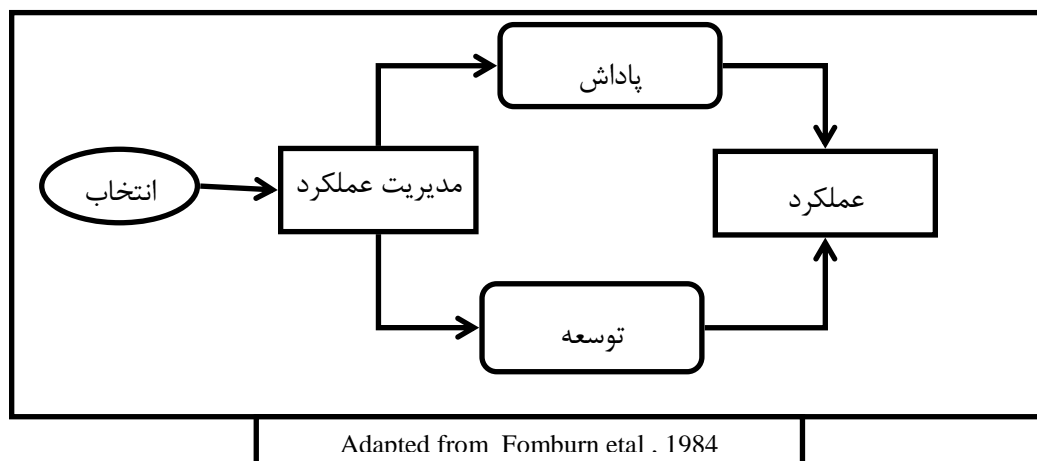 پاداش
انتخاب
مدیریت عملکرد
عملکرد
توسعه
Adapted from Fomburn etal , 1984